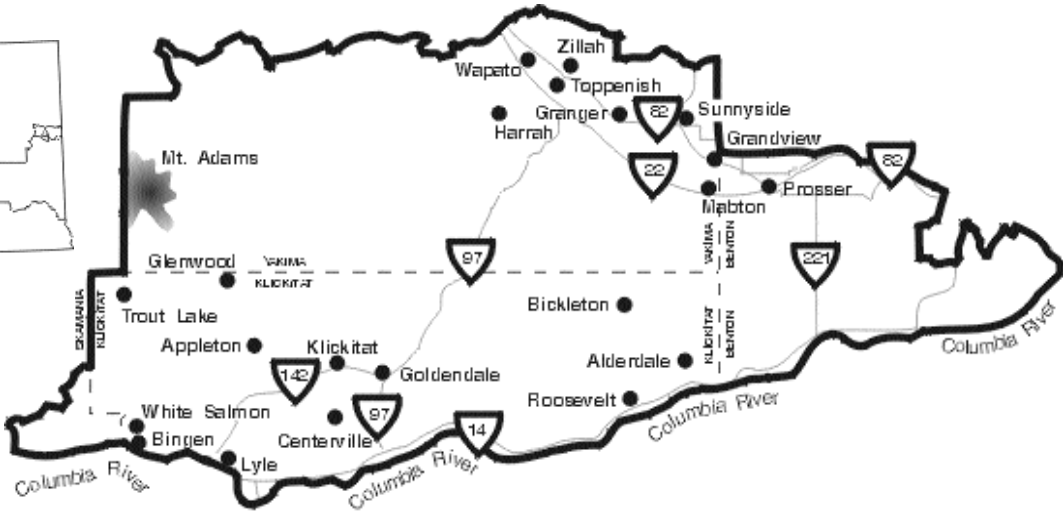 Zillah
Wapato
Toppenish
82
Granger
Sunnyside
Harrah
Grandview
Mt. Adams
22
82
Mabton
Prosser
YAKIMA
BENTON
Glenwood
YAKIMA
KLICKITAT
97
221
SKAMANIA
KLICKITAT
Trout Lake
Bickleton
KLICKITAT
BENTON
Columbia River
Appleton
Klickitat
Alderdale
142
Goldendale
Roosevelt
White Salmon
97
Columbia River
Bingen
Centerville
14
Lyle
Columbia River
Columbia River